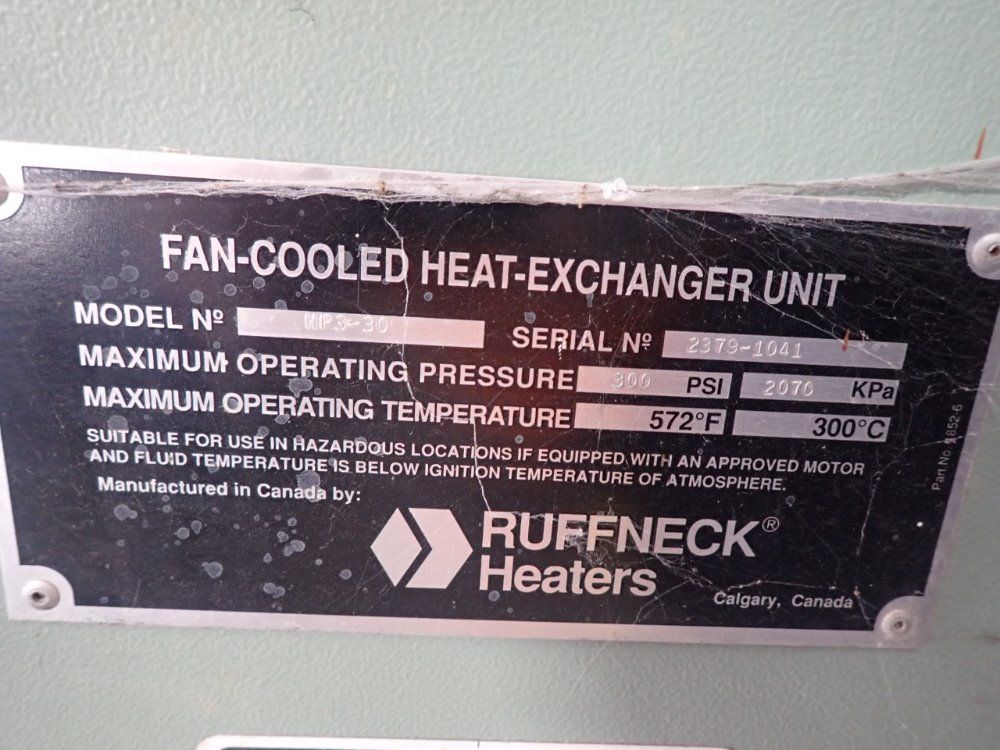 FAN-COOLED HEAT-EXCHANGER UNIT
MODEL Nº HP3-30
SERIAL Nº 2379-1041
MAXIMUM OPERATING PRESSURE 300 PSI 2070 KPa
MAXIMUM OPERATING TEMPERATURE 572°F 300°C
SUITABLE FOR USE IN HAZARDOUS LOCATIONS IF EQUIPPED WITH AN APPROVED MOTOR
AND FLUID TEMPERATURE IS BELOW IGNITION TEMPERATURE OF ATMOSPHERE.
Manufactured in Canada by:
RUFFNECK®
Heaters
Calgary, Canada
Part No.